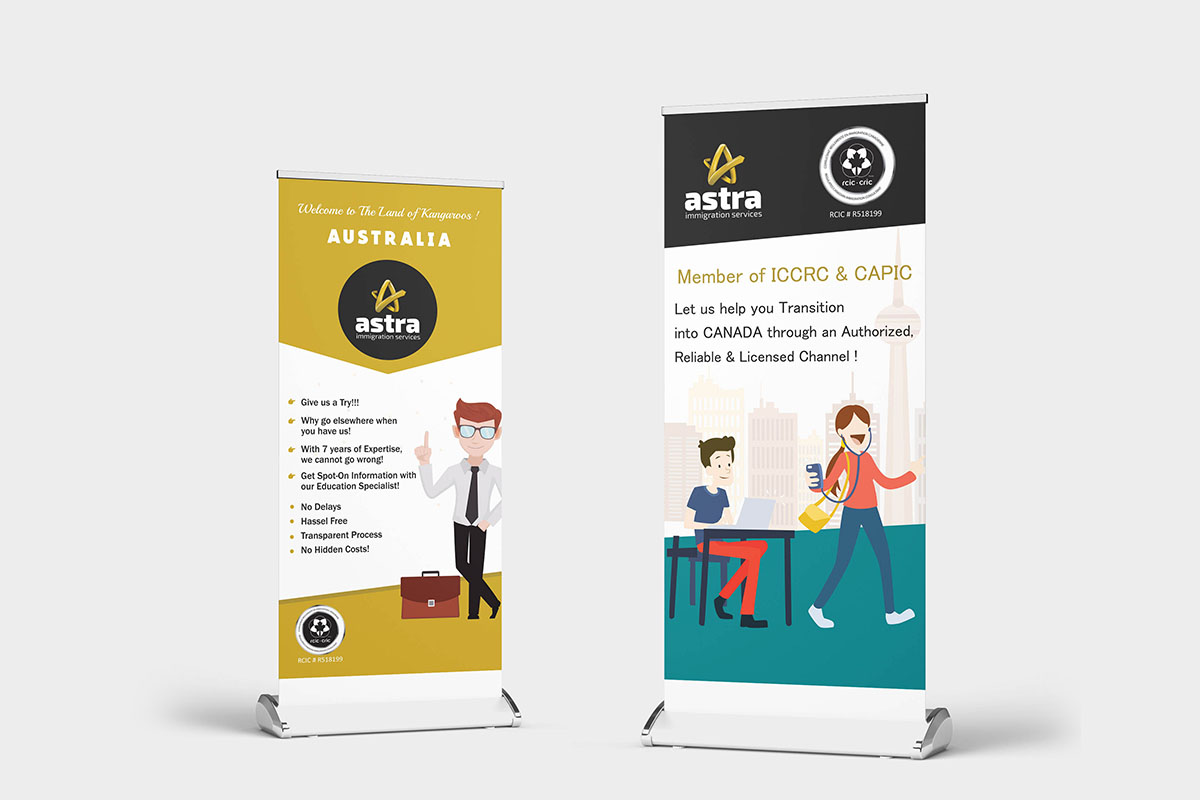 Welcome to The Land of Kangaroos !
AUSTRALIA
astra
immigration services
Give us a Try!!!
Why go elsewhere when
you have us!
With 7 years of Expertise,
we cannot go wrong!
Get Spot-On Information with
our Education Specialist!
No Delays
Hassel Free
Transparent Process
No Hidden Costs!
rcic·cric
RCIC # R518199
astra
immigration services
rcic·cric
RCIC # R518199
Member of ICCRC & CAPIC
Let us help you Transition
into CANADA through an Authorized,
Reliable & Licensed Channel !